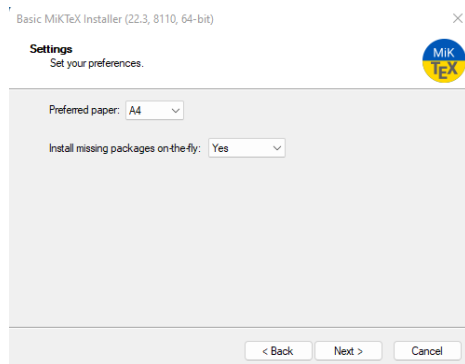 Basic MiKTeX Installer (22.3, 8110, 64-bit)
Settings
Set your preferences.
MiK
TEX
Preferred paper: A4
Install missing packages on-the-fly: Yes
< Back Next > Cancel